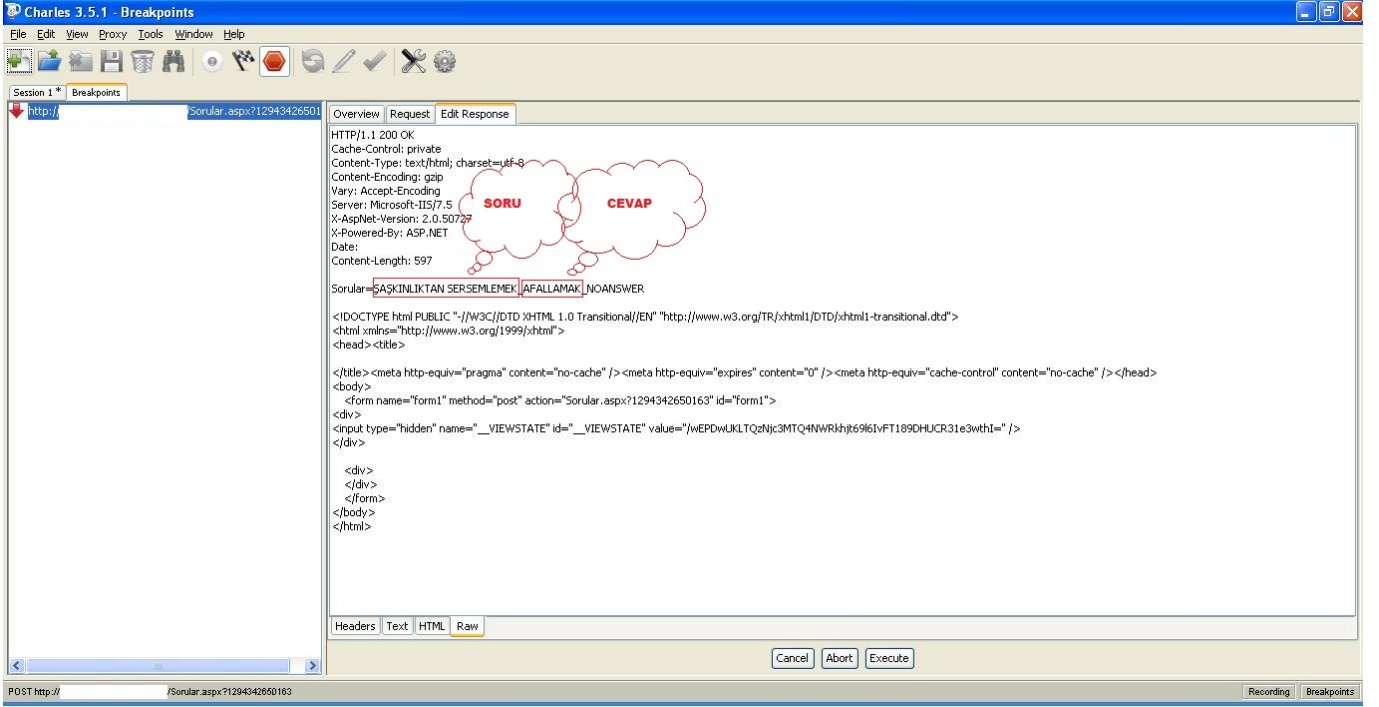 Charles 3.5.1 - Breakpoints
File Edit View Proxy Tools Window Help
Session 1 * Breakpoints
http:// /Sorular.aspx?12943426501
Overview Request Edit Response
HTTP/1.1 200 OK
Cache-Control: private
Content-Type: text/html; charset=utf-8
Content-Encoding: gzip
Vary: Accept-Encoding
Server: Microsoft-IIS/7.5
X-AspNet-Version: 2.0.50727
X-Powered-By: ASP.NET
Date:
Content-Length: 597
SORU
CEVAP
Sorular=ŞAŞKINLIKTAN SERSEMLEMEK_AFALLAMAK_NOANSWER
<!DOCTYPE html PUBLIC "-//W3C//DTD XHTML 1.0 Transitional//EN" "http://www.w3.org/TR/xhtml1/DTD/xhtml1-transitional.dtd">
<html xmlns="http://www.w3.org/1999/xhtml">
<head><title>
</title><meta http-equiv="pragma" content="no-cache" /><meta http-equiv="expires" content="0" /><meta http-equiv="cache-control" content="no-cache" /></head>
<body>
<form name="form1" method="post" action="Sorular.aspx?1294342650163" id="form1">
<div>
<input type="hidden" name="__VIEWSTATE" id="__VIEWSTATE" value="/wEPDwUKLTQzNjc3MTQ4NWRkhjt69l6IvFT189DHUCR31e3wthI=" />
</div>
<div>
</div>
</form>
</body>
</html>
Headers Text HTML Raw
Cancel Abort Execute
POST http:// /Sorular.aspx?1294342650163
Recording Breakpoints